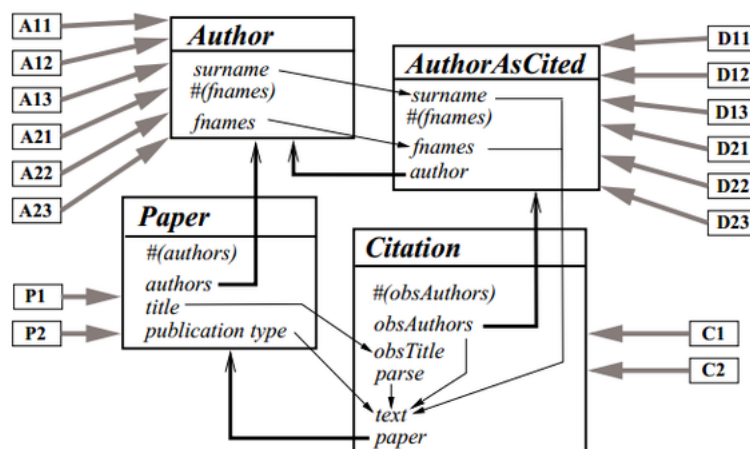 A11
A12
A13
A21
A22
A23
Author
surname
#(fnames)
fnames
AuthorAsCited
surname
#(fnames)
fnames
author
D11
D12
D13
D21
D22
D23
Paper
#(authors)
authors
title
publication type
P1
P2
Citation
#(obsAuthors)
obsAuthors
obsTitle
parse
text
paper
C1
C2